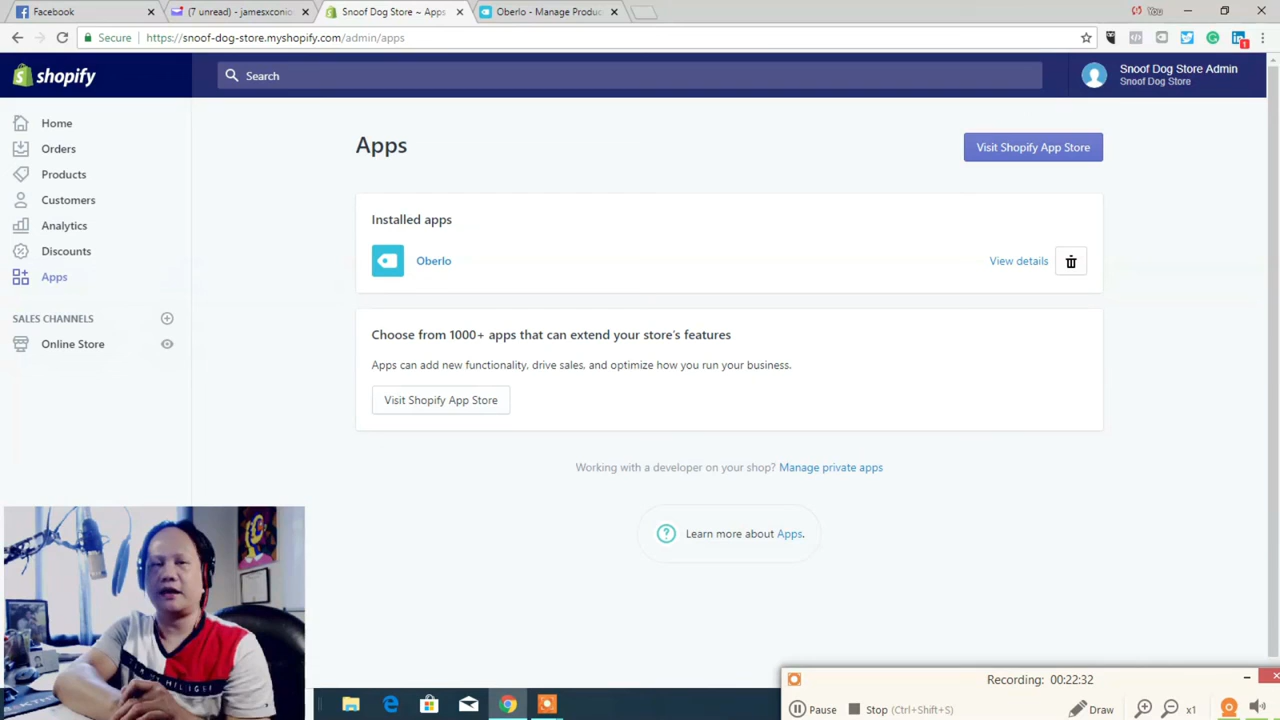 Facebook
(7 unread) - jamesxconio
Snoof Dog Store ~ Apps
Oberlo - Manage Produc
You
Secure
https://snoof-dog-store.myshopify.com/admin/apps
1
shopify
Search
Snoof Dog Store Admin
Snoof Dog Store
Home
Orders
Products
Customers
Analytics
Discounts
Apps
SALES CHANNELS
Online Store
Apps
Visit Shopify App Store
Installed apps
Oberlo
View details
Choose from 1000+ apps that can extend your store's features
Apps can add new functionality, drive sales, and optimize how you run your business.
Visit Shopify App Store
Working with a developer on your shop? Manage private apps
? Learn more about Apps.
Recording: 00:22:32
Pause
Stop (Ctrl+Shift+S)
Draw
x1